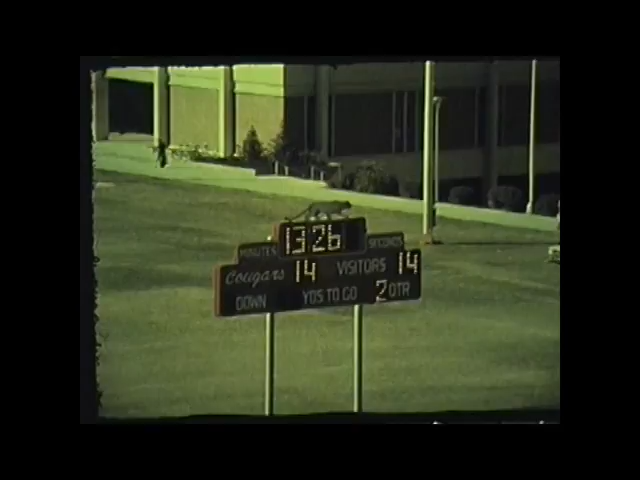 13:26
MINUTES SECONDS
Cougars 14 VISITORS 14
DOWN YDS TO GO 2 QTR